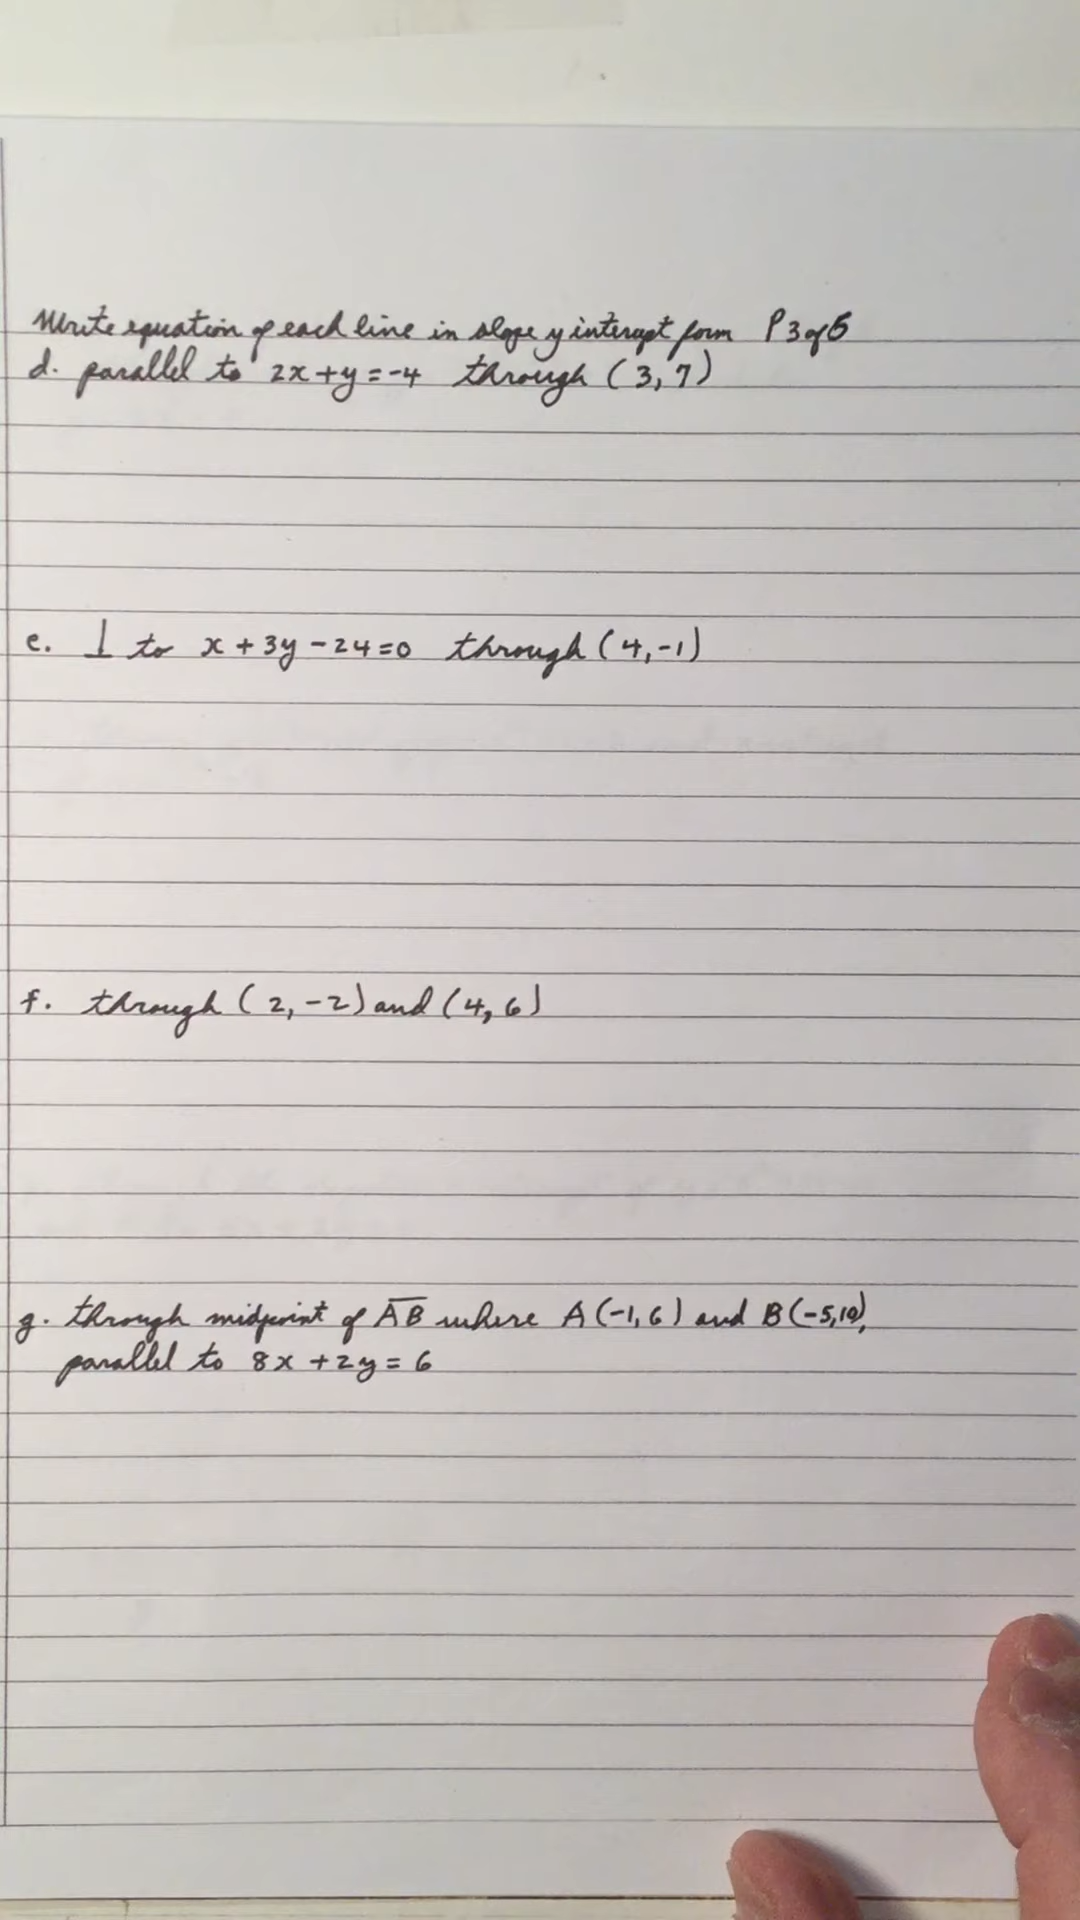 Write equation of each line in slope y intercept form P 3 of 5
d. parallel to 2x + y = -4 through (3, 7)
e. ⊥ to x + 3y - 24 = 0 through (4, -1)
f. through (2, -2) and (4, 6)
g. through midpoint of A̅B̅ where A (-1, 6) and B (-5, 10),
parallel to 8x + 2y = 6